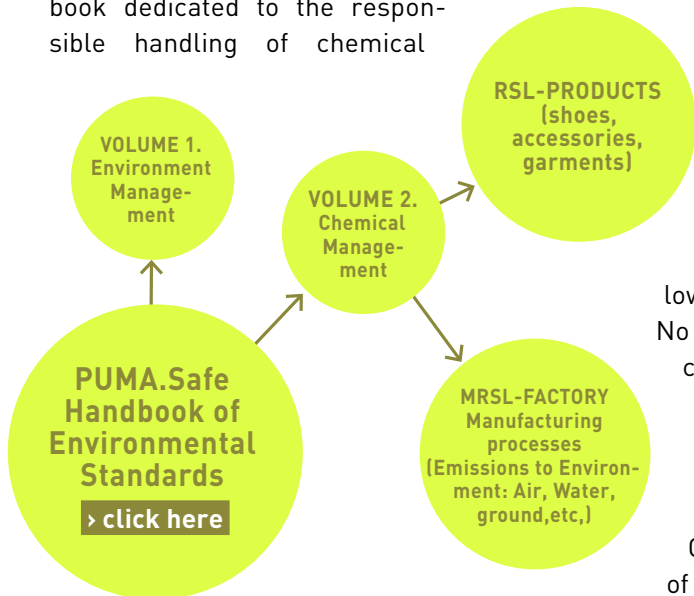 book dedicated to the respon-
sible handling of chemical
RSL-PRODUCTS
(shoes,
accessories,
garments)
VOLUME 1.
Environment
Manage-
ment
VOLUME 2.
Chemical
Manage-
ment
PUMA.Safe
Handbook of
Environmental
Standards
› click here
MRSL-FACTORY
Manufacturing
processes
(Emissions to Environ-
ment: Air, Water,
ground,etc,)
low
No
of